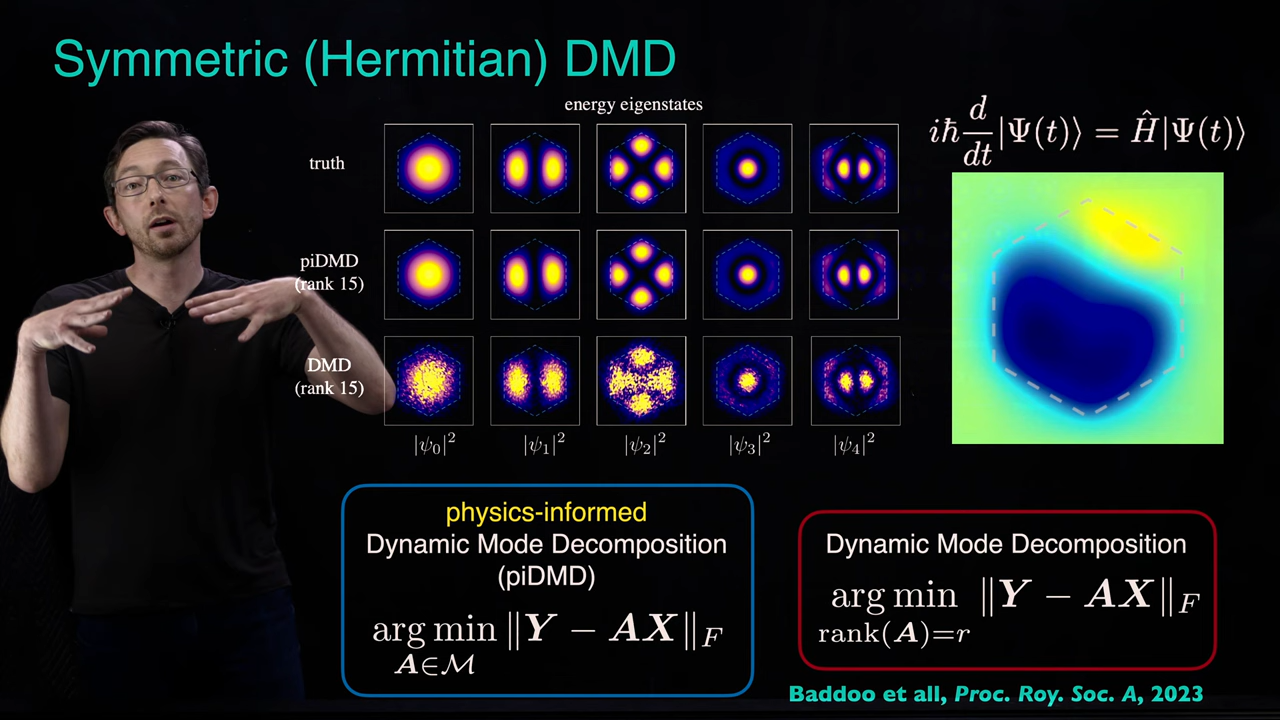 Symmetric (Hermitian) DMD
energy eigenstates
truth
piDMD
(rank 15)
DMD
(rank 15)
|ψ₀|² |ψ₁|² |ψ₂|² |ψ₃|² |ψ₄|²
iħ d/dt |Ψ(t)⟩ = Ĥ|Ψ(t)⟩
physics-informed
Dynamic Mode Decomposition
(piDMD)
arg min ‖Y − AX‖F
A∈ℳ
Dynamic Mode Decomposition
arg min ‖Y − AX‖F
rank(A)=r
Baddoo et all, Proc. Roy. Soc. A, 2023